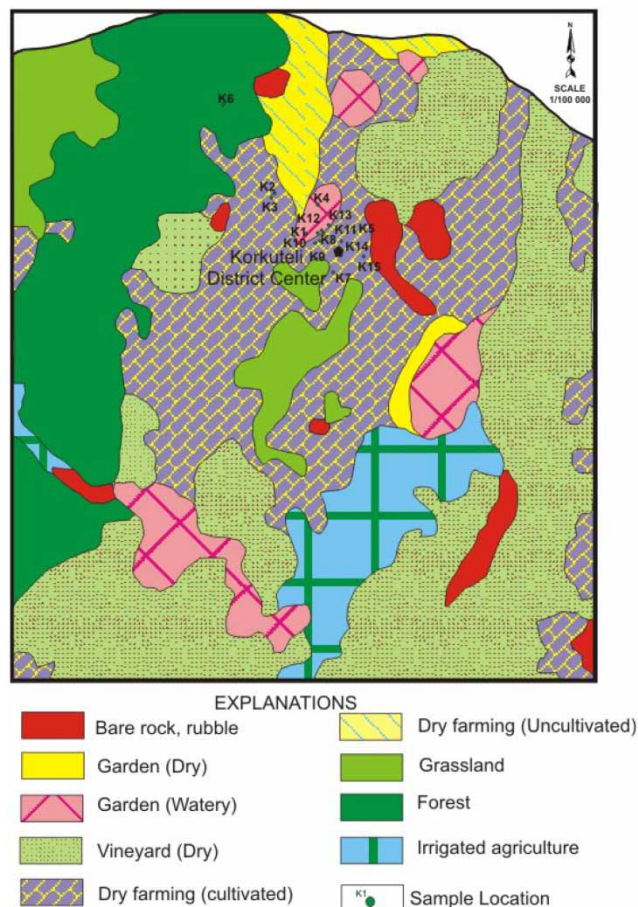 N
SCALE
1/100 000
K6
K2
K3
K4
K12
K13
K1
K11
K5
K10
K8
K14
K9
K15
K7
Korkuteli
District Center
EXPLANATIONS
Bare rock, rubble
Dry farming (Uncultivated)
Garden (Dry)
Grassland
Garden (Watery)
Forest
Vineyard (Dry)
Irrigated agriculture
Dry farming (cultivated)
K1
Sample Location